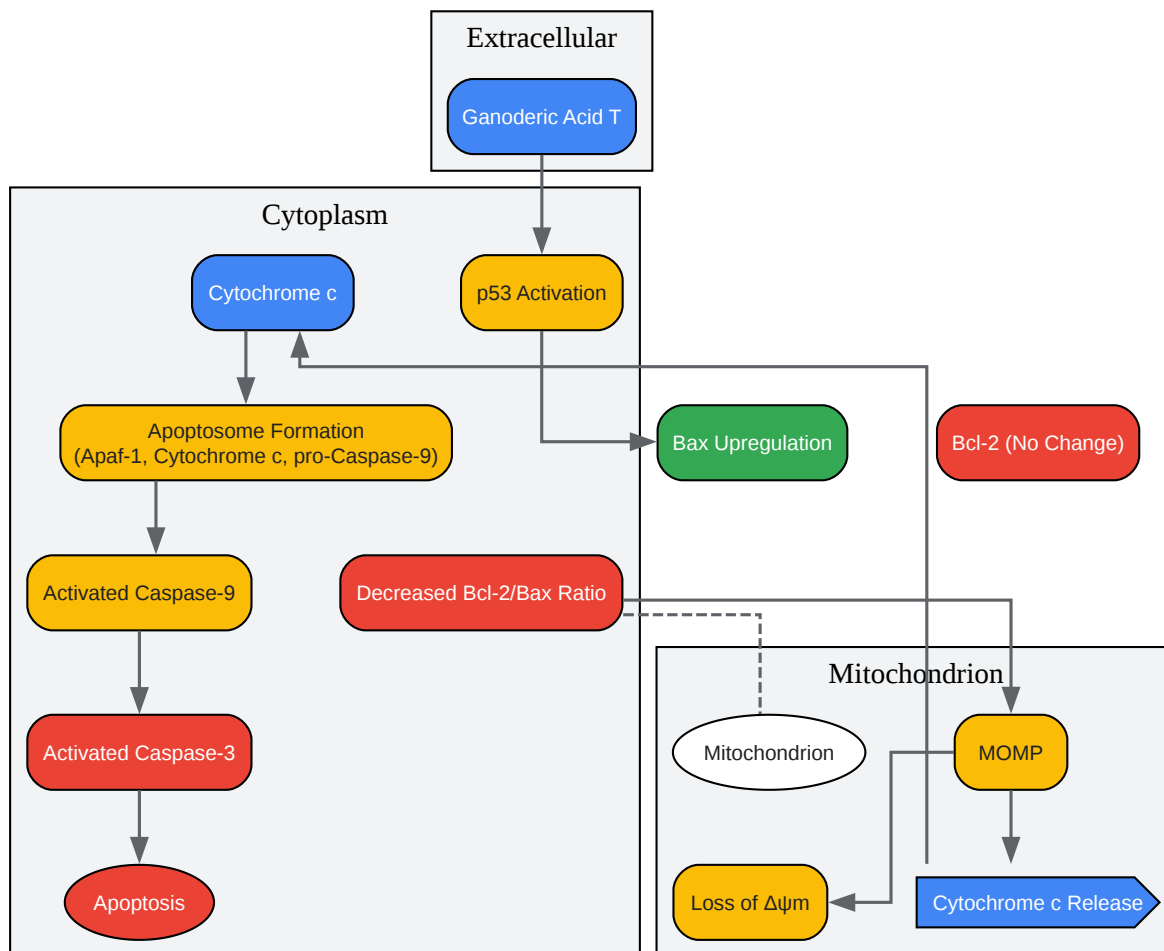 Extracellular
Ganoderic Acid T
Cytoplasm
Cytochrome c
p53 Activation
Apoptosome Formation
(Apaf-1, Cytochrome c, pro-Caspase-9)
Bax Upregulation
Bcl-2 (No Change)
Activated Caspase-9
Decreased Bcl-2/Bax Ratio
Mitochondrion
Activated Caspase-3
Mitochondrion
MOMP
Apoptosis
Loss of Δψm
Cytochrome c Release